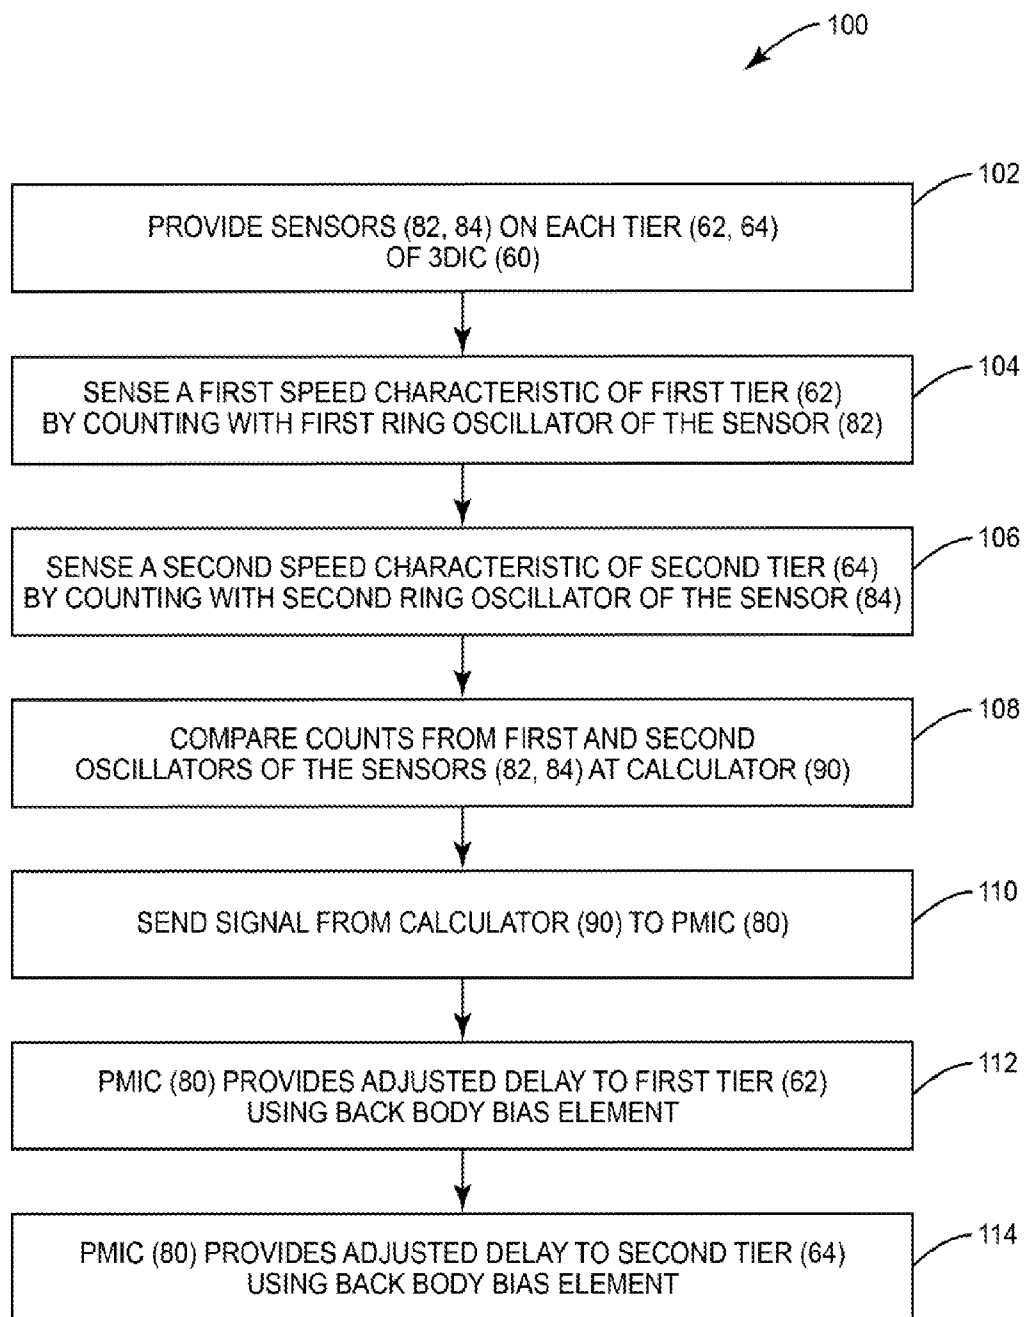 100
102
PROVIDE SENSORS (82, 84) ON EACH TIER (62, 64)
OF 3DIC (60)
104
SENSE A FIRST SPEED CHARACTERISTIC OF FIRST TIER (62)
BY COUNTING WITH FIRST RING OSCILLATOR OF THE SENSOR (82)
106
SENSE A SECOND SPEED CHARACTERISTIC OF SECOND TIER (64)
BY COUNTING WITH SECOND RING OSCILLATOR OF THE SENSOR (84)
108
COMPARE COUNTS FROM FIRST AND SECOND
OSCILLATORS OF THE SENSORS (82, 84) AT CALCULATOR (90)
110
SEND SIGNAL FROM CALCULATOR (90) TO PMIC (80)
112
PMIC (80) PROVIDES ADJUSTED DELAY TO FIRST TIER (62)
USING BACK BODY BIAS ELEMENT
114
PMIC (80) PROVIDES ADJUSTED DELAY TO SECOND TIER (64)
USING BACK BODY BIAS ELEMENT